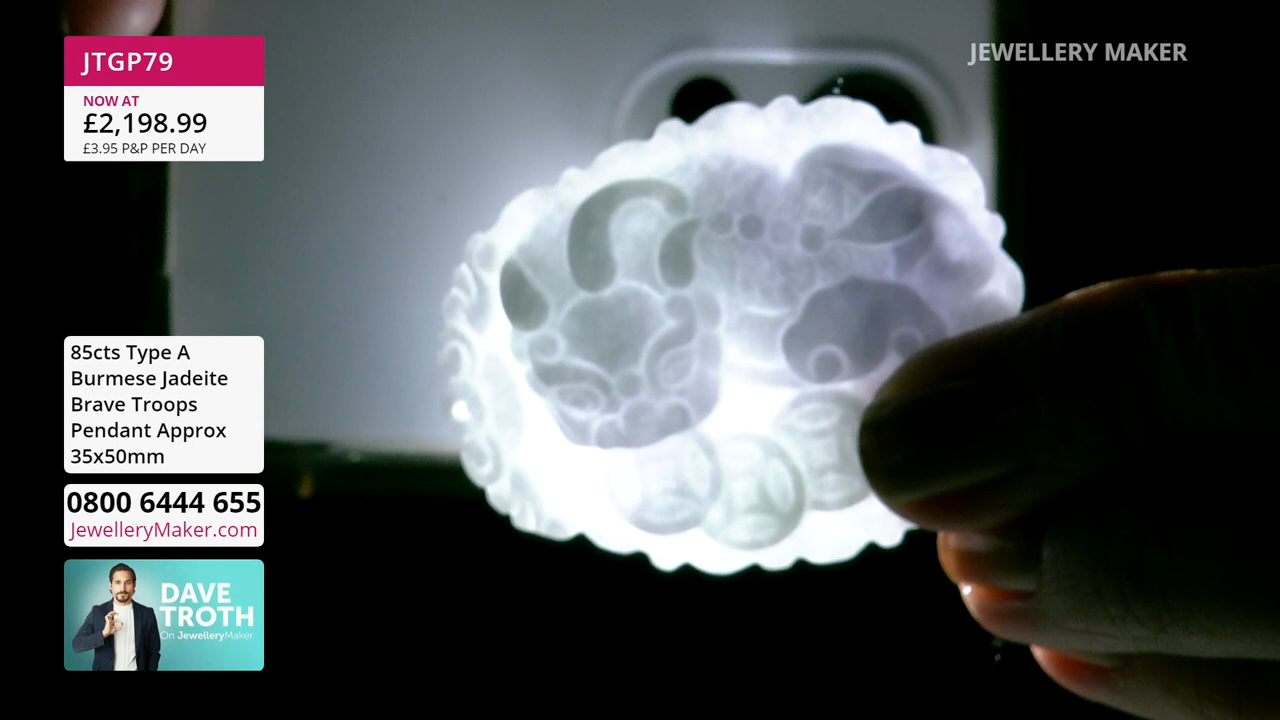 JTGP79
NOW AT
£2,198.99
£3.95 P&P PER DAY
JEWELLERY MAKER
85cts Type A
Burmese Jadeite
Brave Troops
Pendant Approx
35x50mm
0800 6444 655
JewelleryMaker.com
DAVE
TROTH
On JewelleryMaker